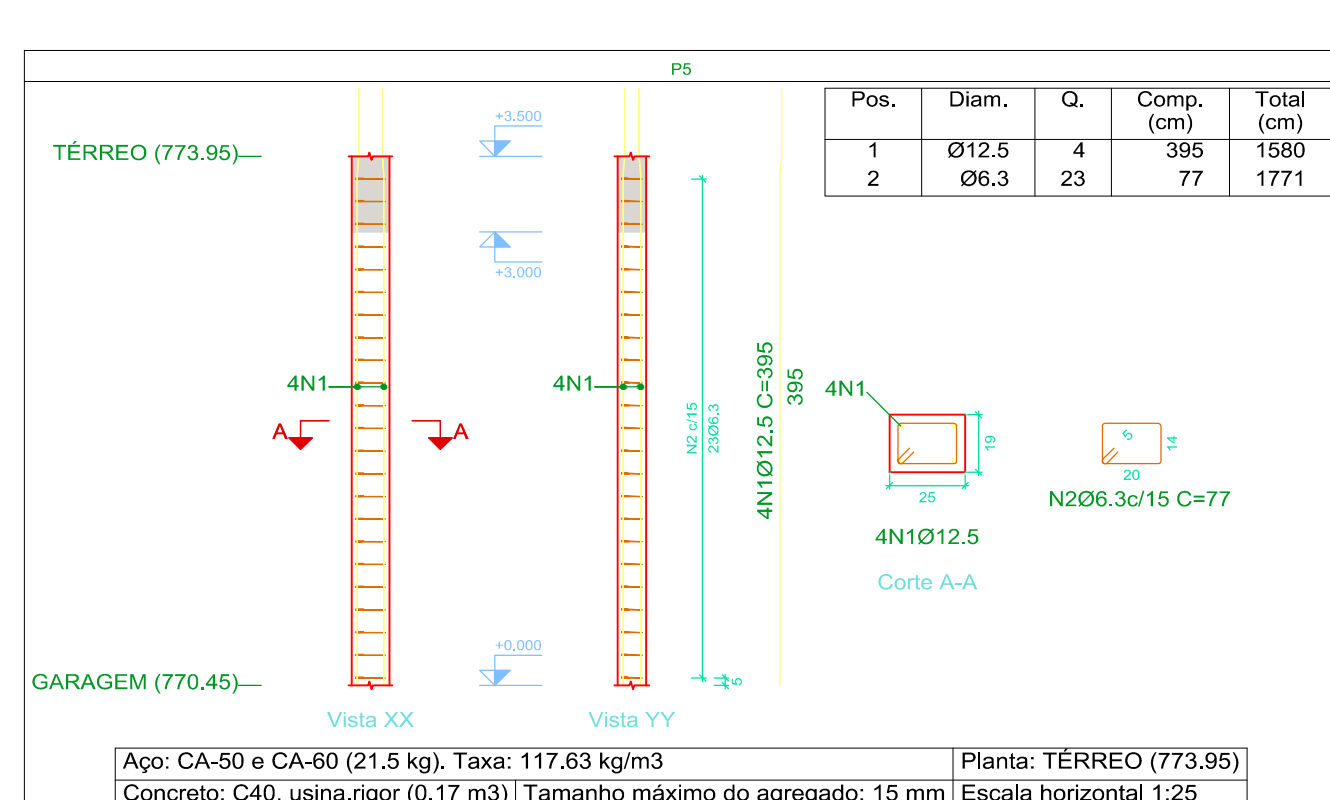 P5
TÉRREO (773.95)
+3.500
+3.000
4N1
4N1
A
A
N2 c/15
23Ø6.3
4N1Ø12.5 C=395
395
+0.000
5
GARAGEM (770.45)
Vista XX
Vista YY
Pos. Diam. Q. Comp. (cm) Total (cm)
1 Ø12.5 4 395 1580
2 Ø6.3 23 77 1771
4N1
19
25
4N1Ø12.5
Corte A-A
5
14
20
N2Ø6.3c/15 C=77
Aço: CA-50 e CA-60 (21.5 kg). Taxa: 117.63 kg/m3 Planta: TÉRREO (773.95)
Concreto: C40, usina,rigor (0.17 m3) Tamanho máximo do agregado: 15 mm Escala horizontal 1:25